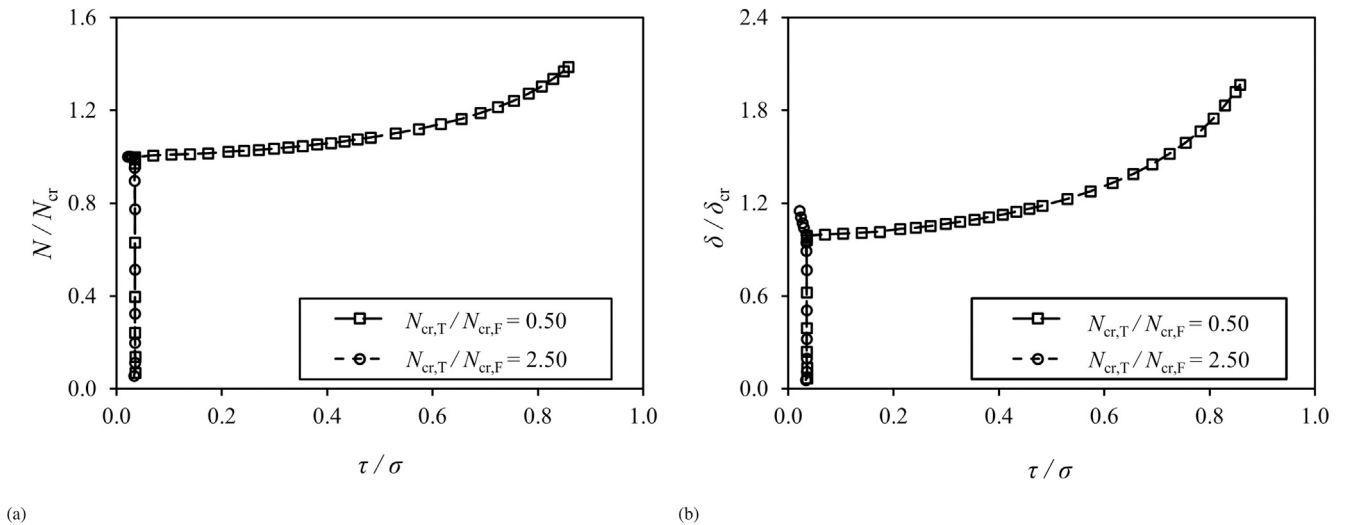 1.6
1.2
0.8
0.4
0.0
N / Ncr
0.0 0.2 0.4 0.6 0.8 1.0
τ / σ
Ncr,T / Ncr,F = 0.50
Ncr,T / Ncr,F = 2.50
(a)
2.4
1.8
1.2
0.6
0.0
δ / δcr
0.0 0.2 0.4 0.6 0.8 1.0
τ / σ
Ncr,T / Ncr,F = 0.50
Ncr,T / Ncr,F = 2.50
(b)